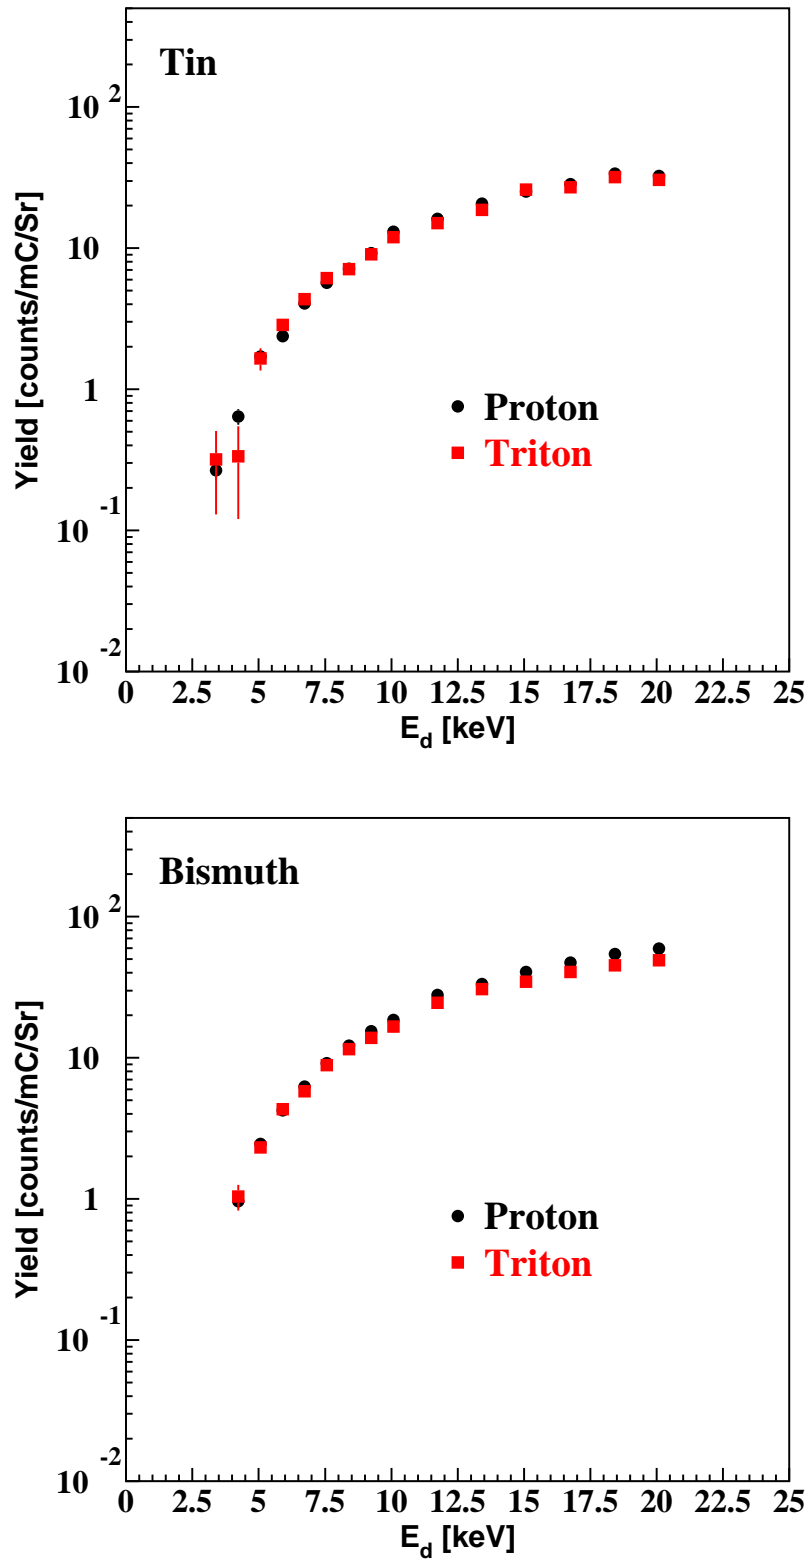 Tin
10^2
10
1
10^-1
10^-2
Yield [counts/mC/Sr]
Proton
Triton
0 2.5 5 7.5 10 12.5 15 17.5 20 22.5 25
E_d [keV]
Bismuth
10^2
10
1
10^-1
10^-2
Yield [counts/mC/Sr]
Proton
Triton
0 2.5 5 7.5 10 12.5 15 17.5 20 22.5 25
E_d [keV]